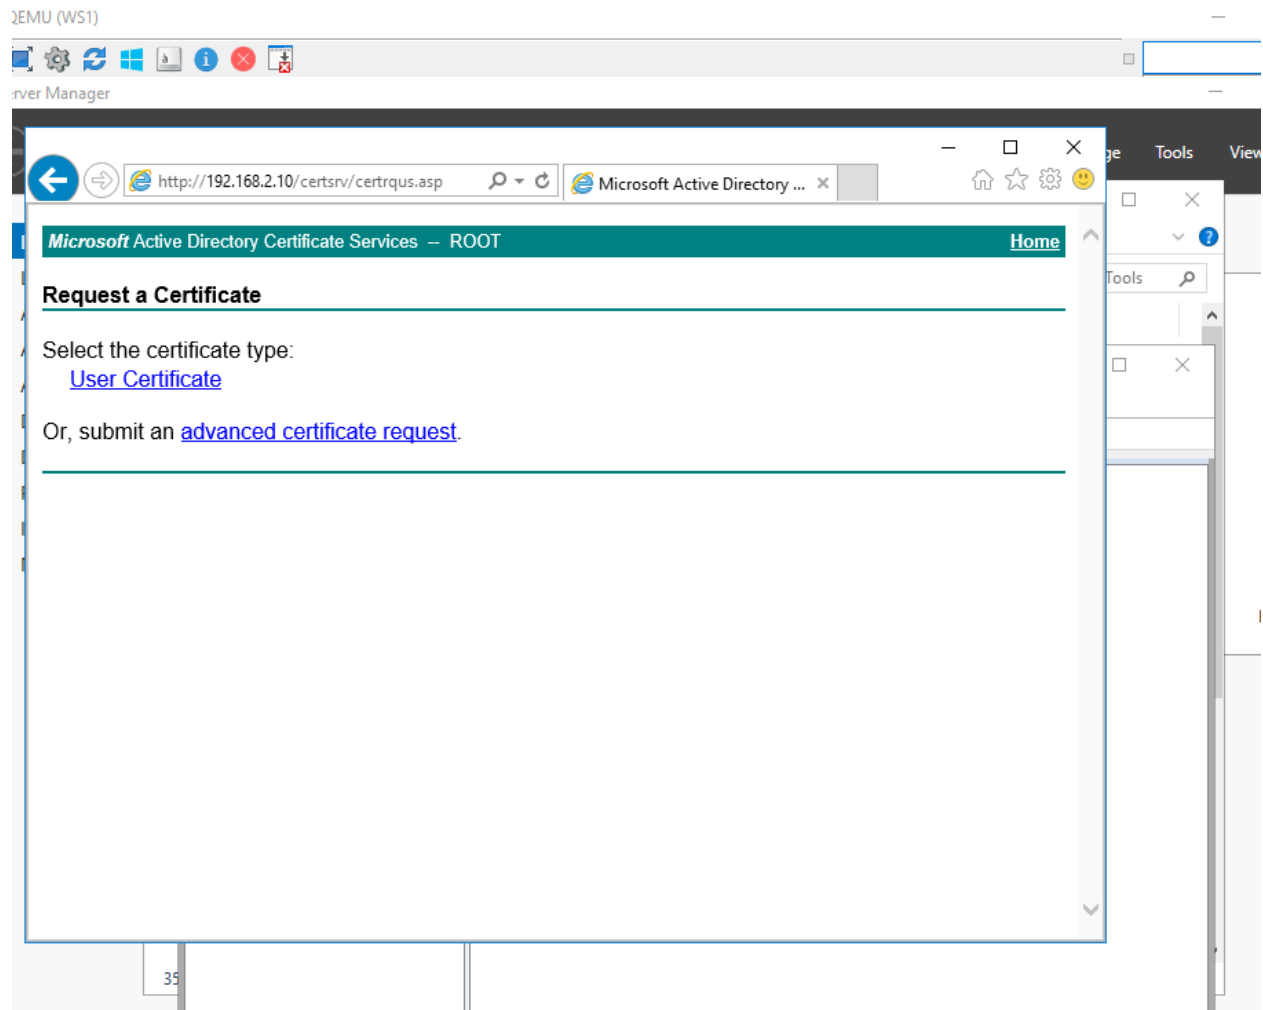 QEMU (WS1)
erver Manager
Tools
View
http://192.168.2.10/certsrv/certrqus.asp
Microsoft Active Directory ...
Microsoft Active Directory Certificate Services -- ROOT
Home
Tools
Request a Certificate
Select the certificate type:
User Certificate
Or, submit an advanced certificate request.
35